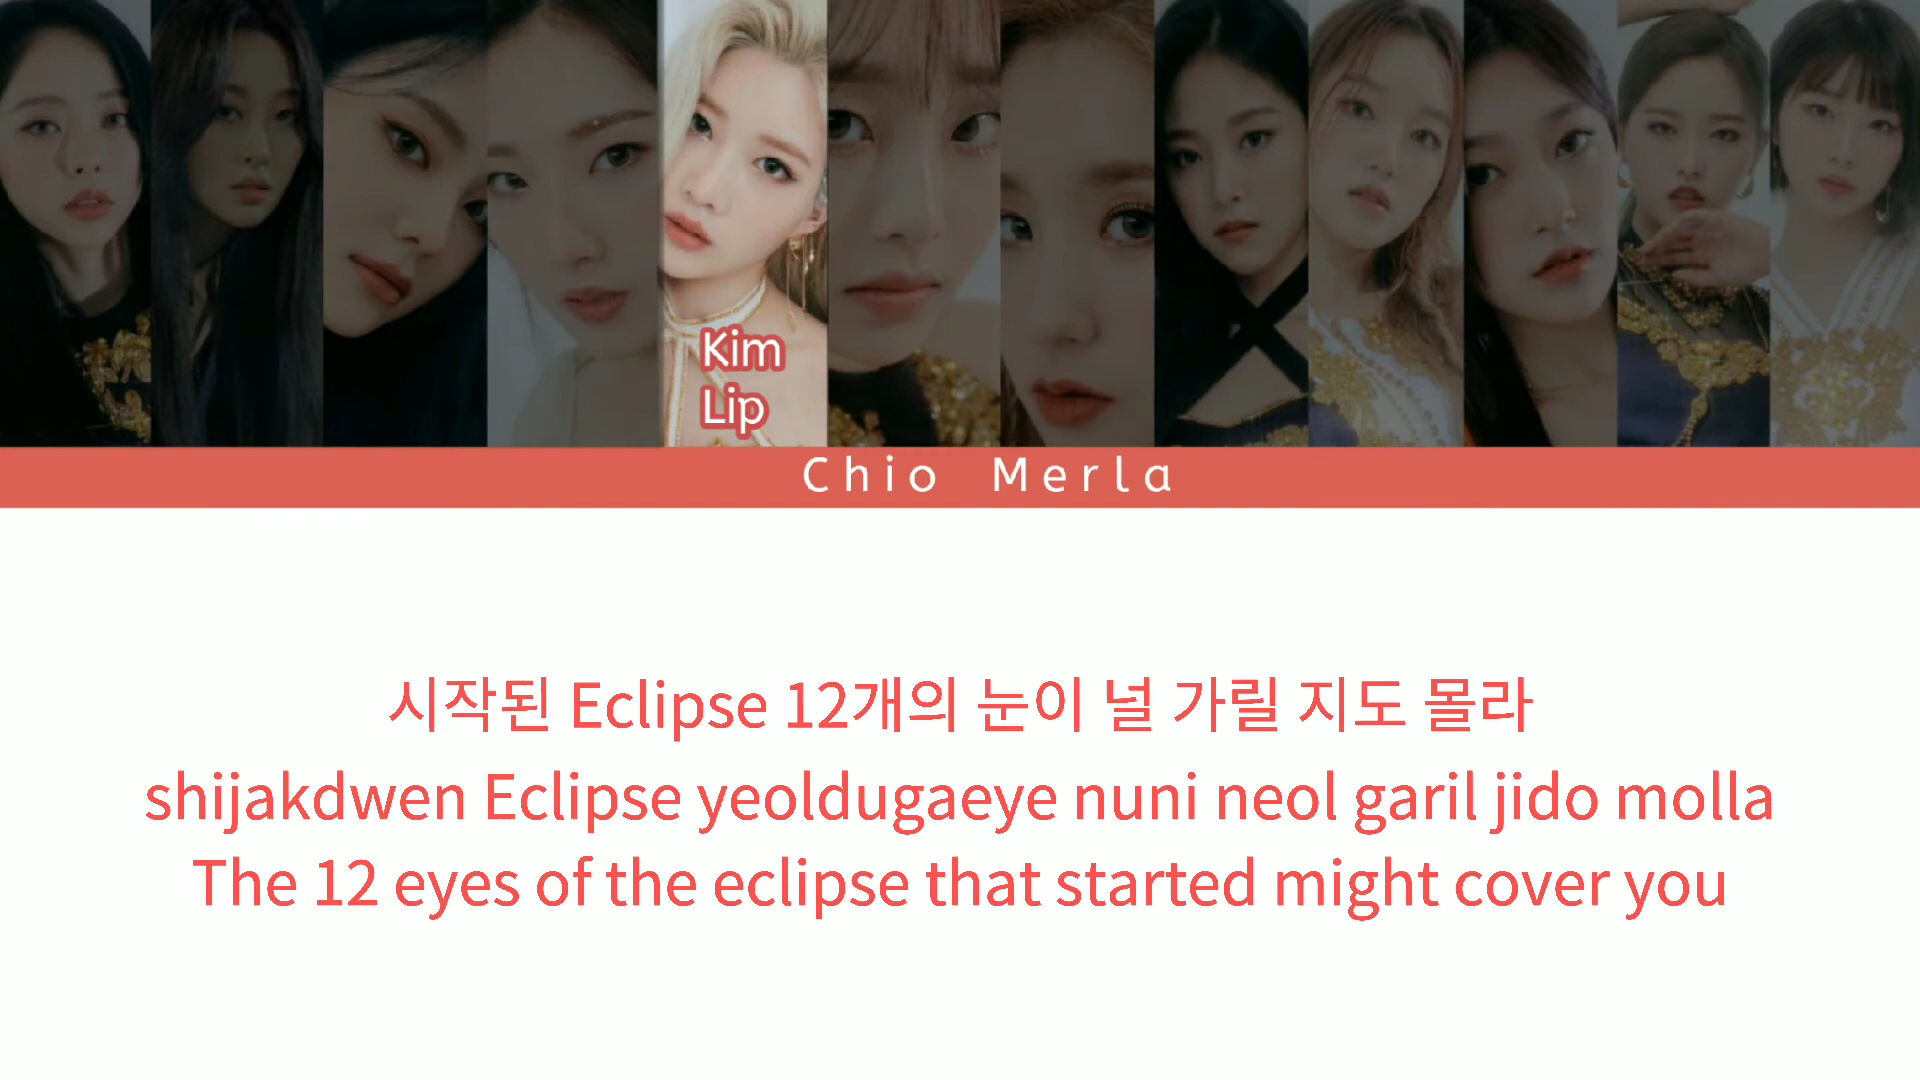 Kim
Lip
Chio Merla
시작된 Eclipse 12개의 눈이 널 가릴 지도 몰라
shijakdwen Eclipse yeoldugaeye nuni neol garil jido molla
The 12 eyes of the eclipse that started might cover you